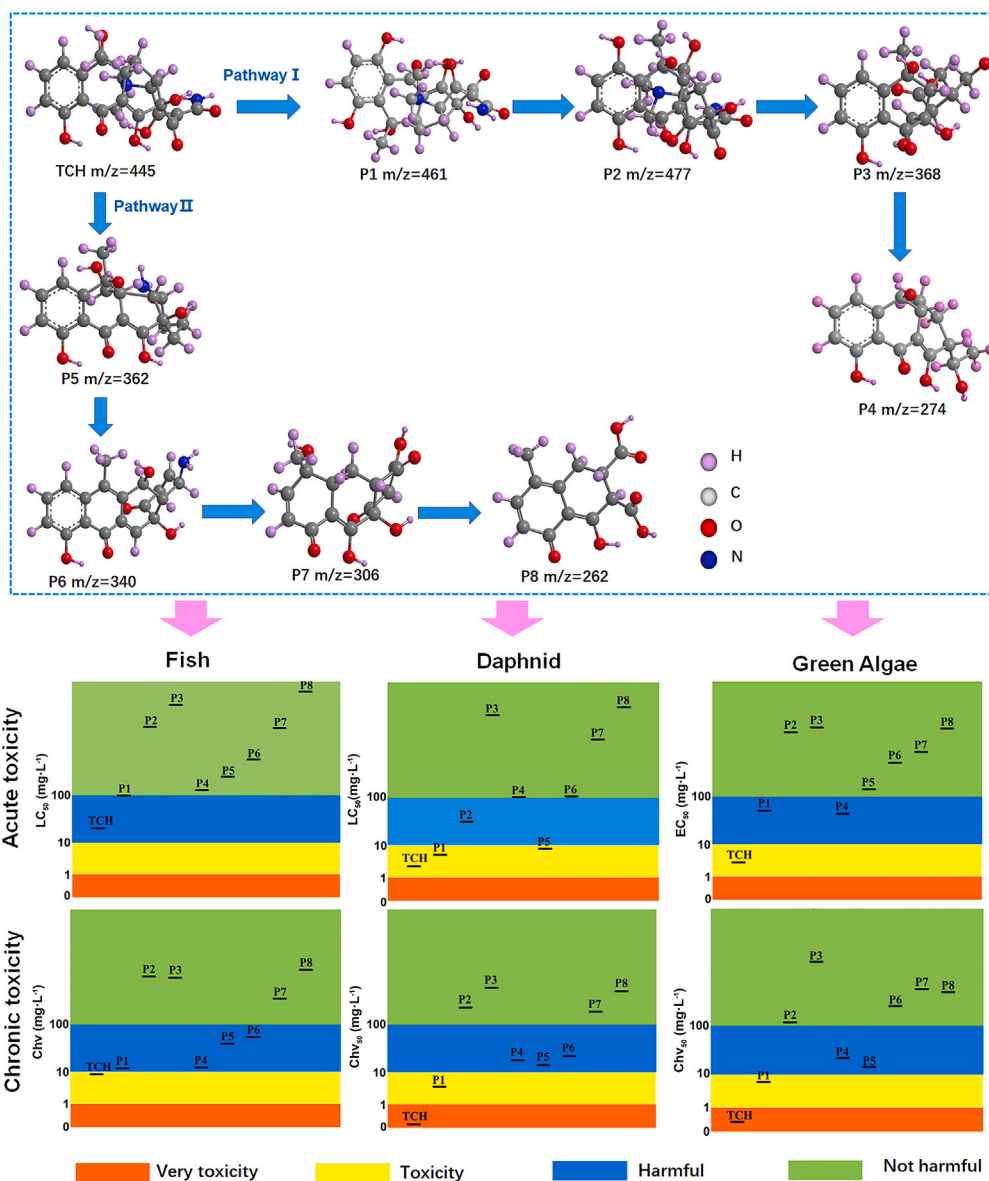 Pathway Ⅰ
TCH m/z=445
P1 m/z=461
P2 m/z=477
P3 m/z=368
PathwayⅡ
P5 m/z=362
P4 m/z=274
P6 m/z=340
P7 m/z=306
P8 m/z=262
H
C
O
N
Fish
Daphnid
Green Algae
Acute toxicity
LC50 (mg·L-1)
100
10
1
0
TCH
P1
P2
P3
P4
P5
P6
P7
P8
LC50 (mg·L-1)
100
10
1
0
TCH
P1
P2
P3
P4
P5
P6
P7
P8
EC50 (mg·L-1)
100
10
1
0
TCH
P1
P2
P3
P4
P5
P6
P7
P8
Chronic toxicity
Chv (mg·L-1)
100
10
1
0
TCH
P1
P2
P3
P4
P5
P6
P7
P8
Chv50 (mg·L-1)
100
10
1
0
TCH
P1
P2
P3
P4
P5
P6
P7
P8
Chv50 (mg·L-1)
100
10
1
0
TCH
P1
P2
P3
P4
P5
P6
P7
P8
Very toxicity
Toxicity
Harmful
Not harmful